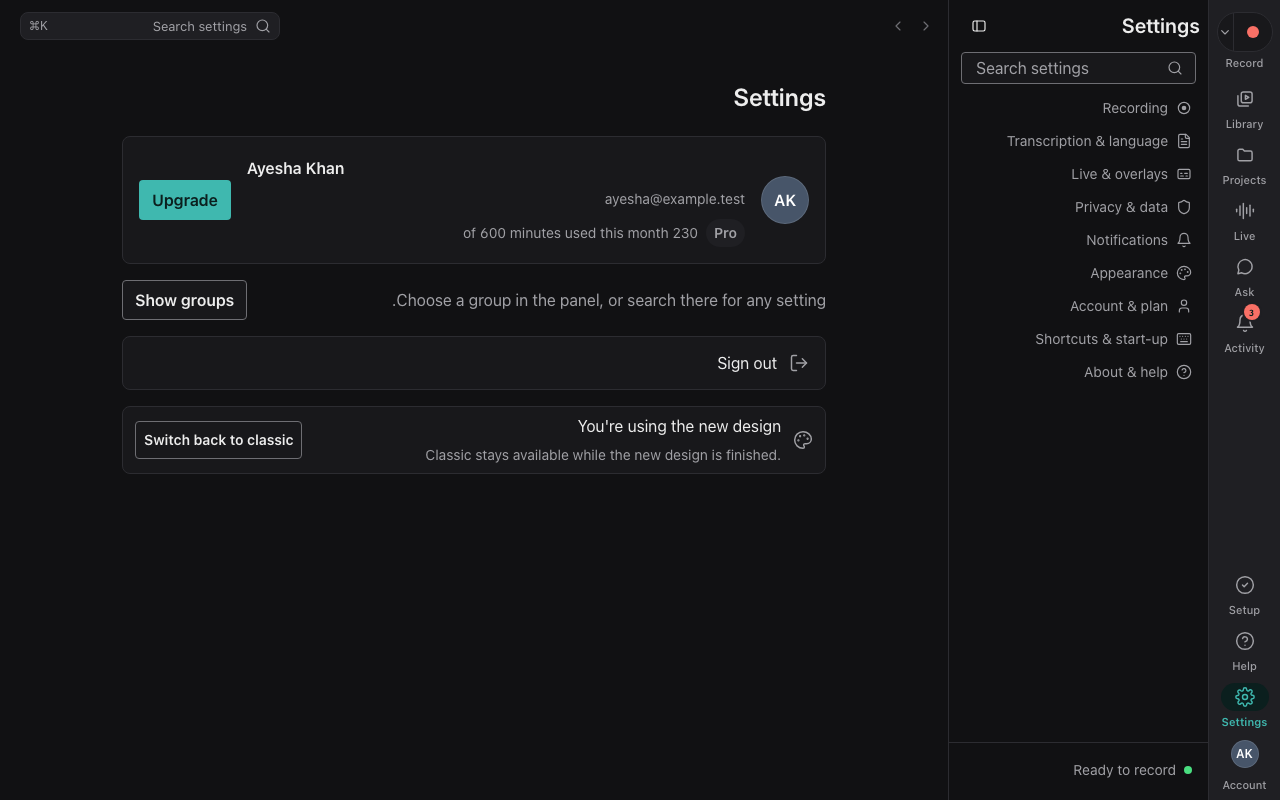 ⌘K
Search settings
Settings
Search settings
Recording
Transcription & language
Live & overlays
Privacy & data
Notifications
Appearance
Account & plan
Shortcuts & start-up
About & help
Ready to record
Record
Library
Projects
Live
Ask
3
Activity
Setup
Help
Settings
AK
Account
Settings
Ayesha Khan
ayesha@example.test
of 600 minutes used this month 230
Pro
AK
Upgrade
.Choose a group in the panel, or search there for any setting
Show groups
Sign out
You're using the new design
Classic stays available while the new design is finished.
Switch back to classic